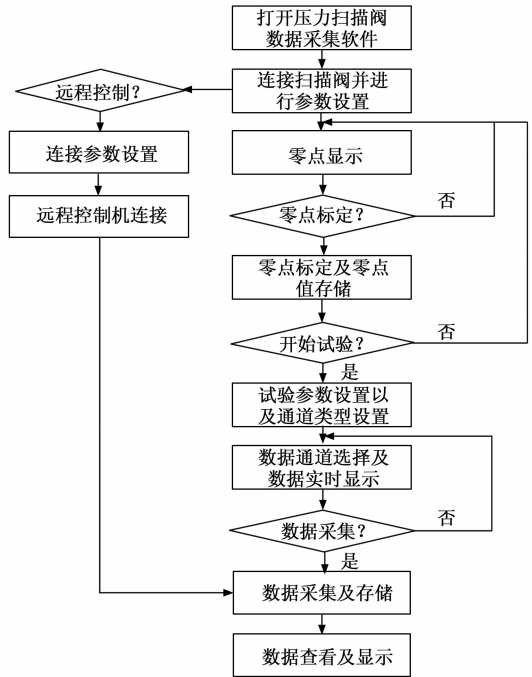 打开压力扫描阀
数据采集软件
远程控制?
连接扫描阀并进
行参数设置
连接参数设置
零点显示
远程控制机连接
零点标定?
否
零点标定及零点
值存储
开始试验?
否
是
试验参数设置以
及通道类型设置
数据通道选择及
数据实时显示
数据采集?
否
是
数据采集及存储
数据查看及显示